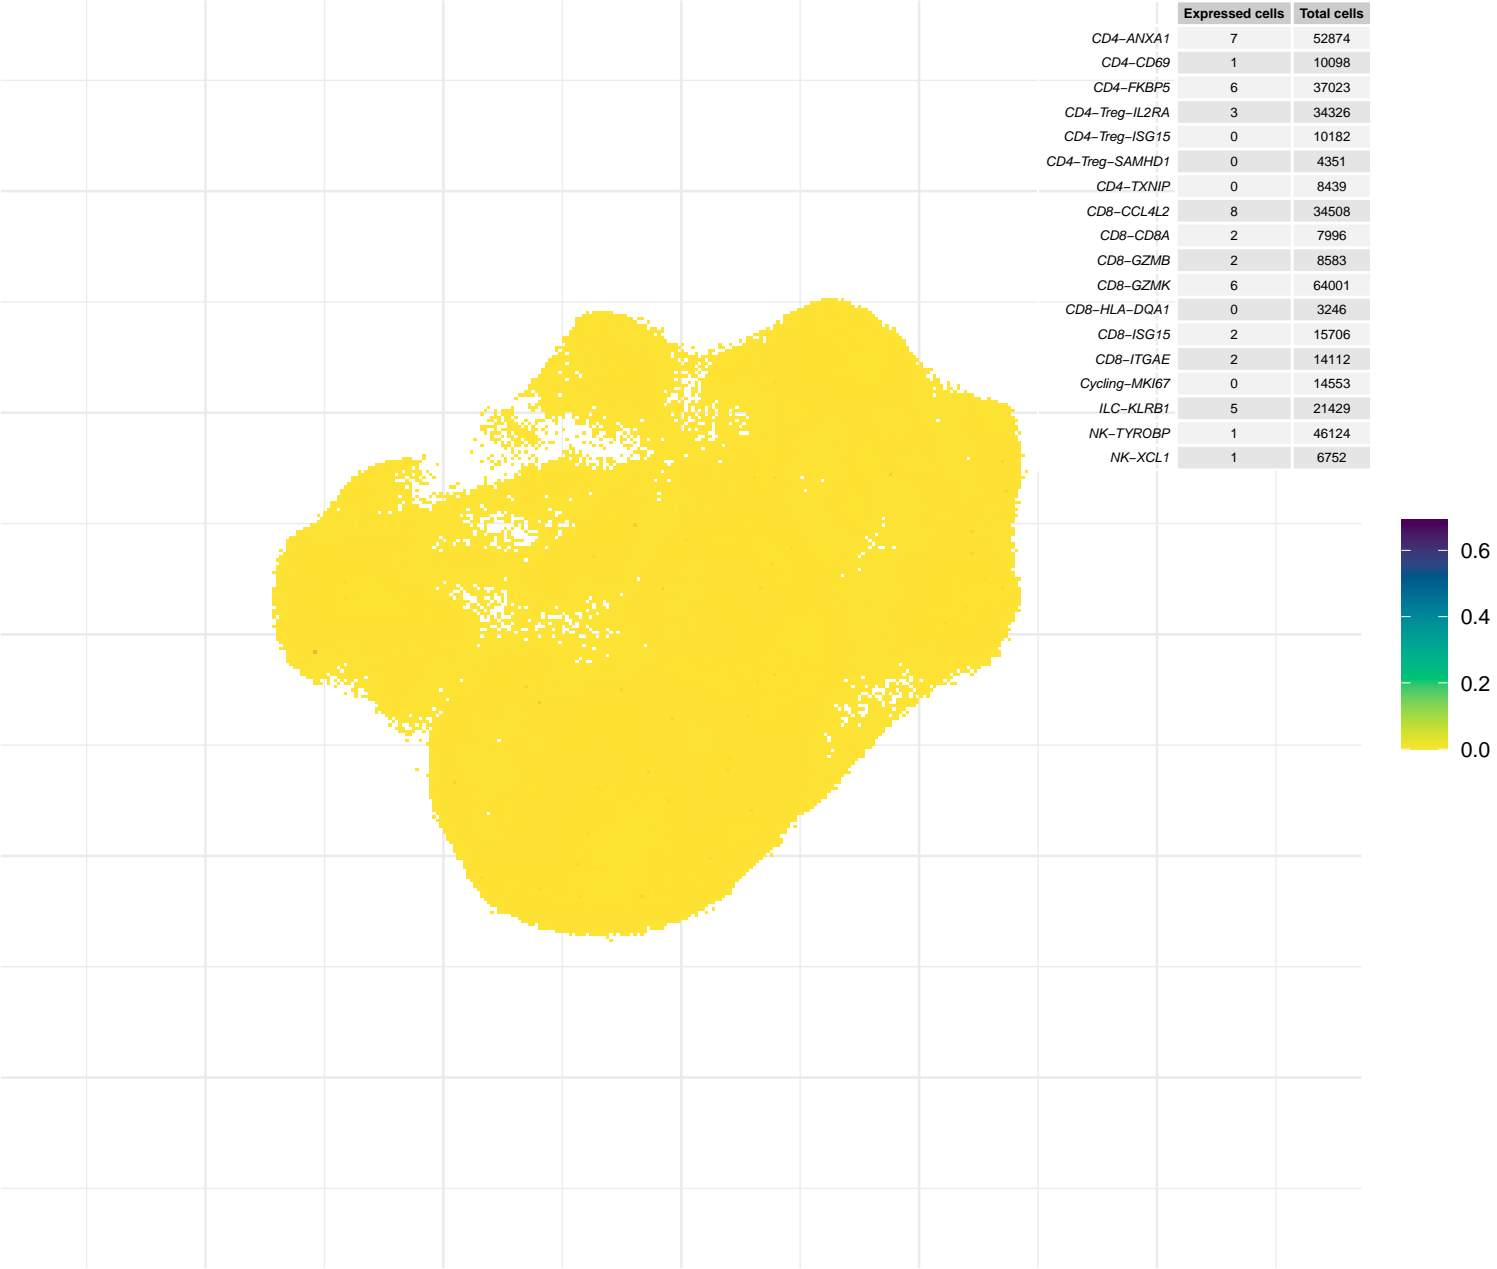 Expressed cells Total cells
CD4−ANXA1 7 52874
CD4−CD69 1 10098
CD4−FKBP5 6 37023
CD4−Treg−IL2RA 3 34326
CD4−Treg−ISG15 0 10182
CD4−Treg−SAMHD1 0 4351
CD4−TXNIP 0 8439
CD8−CCL4L2 8 34508
CD8−CD8A 2 7996
CD8−GZMB 2 8583
CD8−GZMK 6 64001
CD8−HLA−DQA1 0 3246
CD8−ISG15 2 15706
CD8−ITGAE 2 14112
Cycling−MKI67 0 14553
ILC−KLRB1 5 21429
NK−TYROBP 1 46124
NK−XCL1 1 6752
0.6
0.4
0.2
0.0